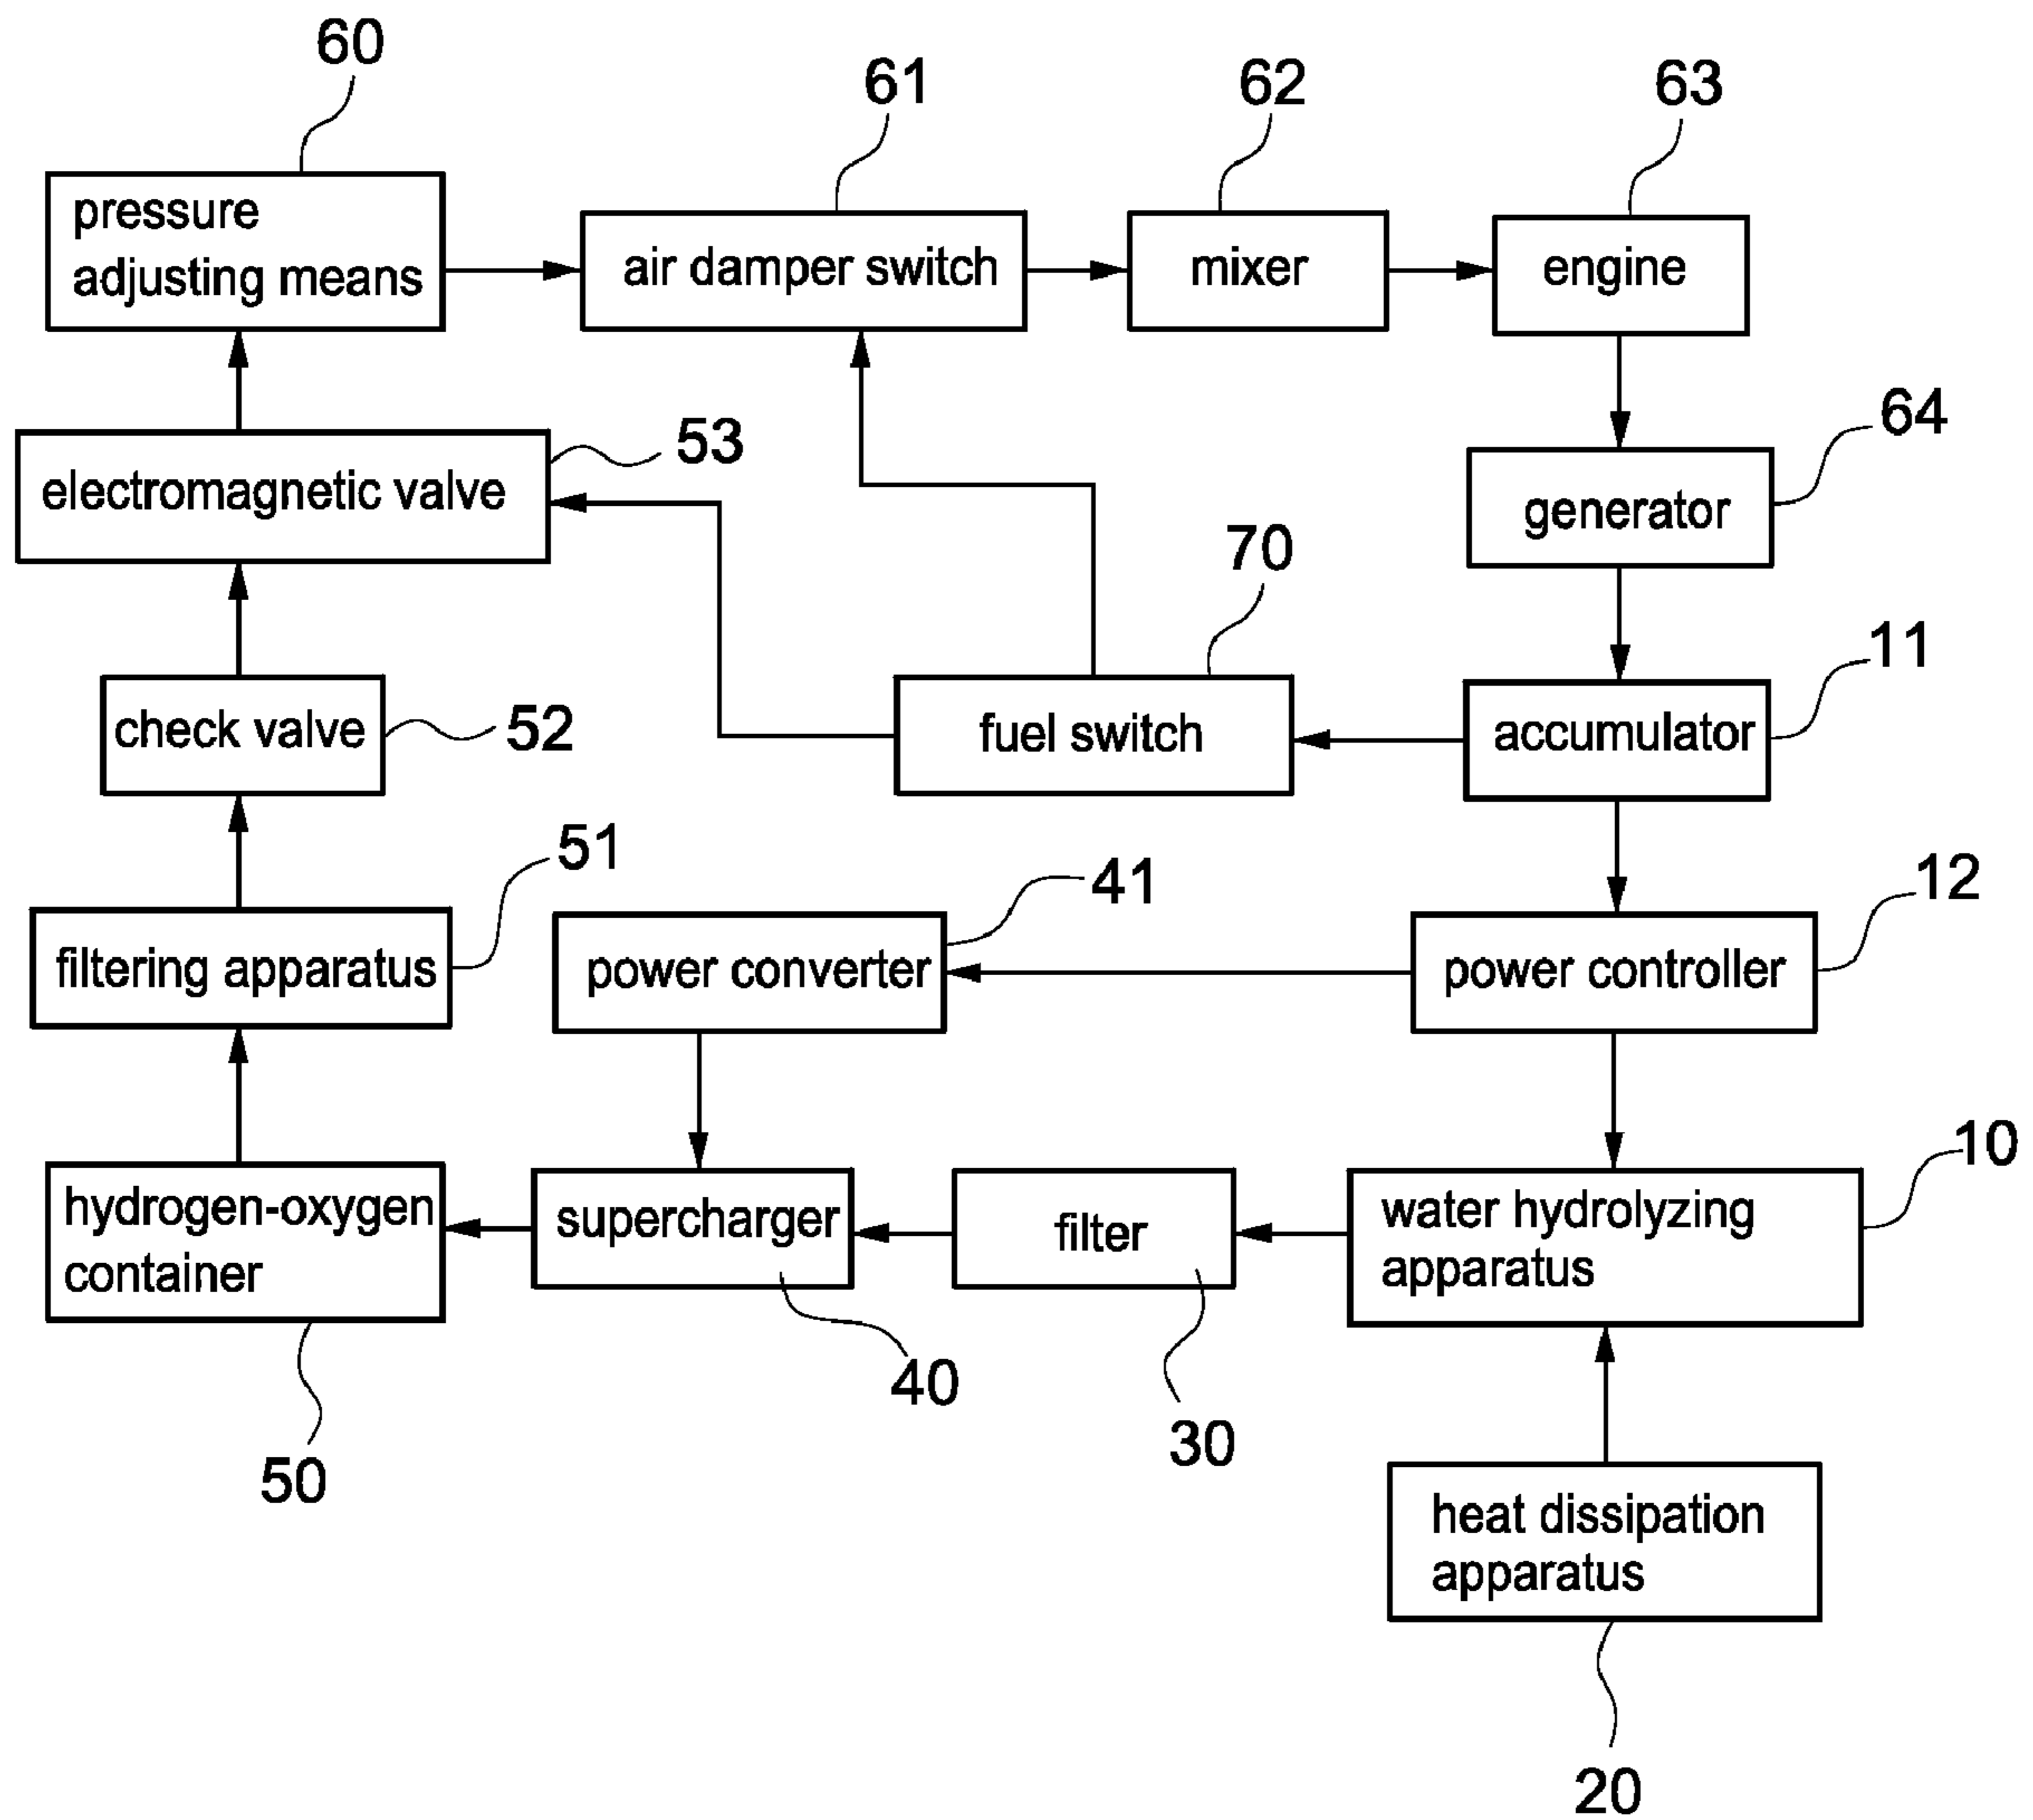 60
61
62
63
pressure
adjusting means
air damper switch
mixer
engine
64
53
electromagnetic valve
generator
70
11
check valve
52
fuel switch
accumulator
51
41
12
filtering apparatus
power converter
power controller
10
hydrogen-oxygen
container
supercharger
filter
water hydrolyzing
apparatus
40
30
50
heat dissipation
apparatus
20